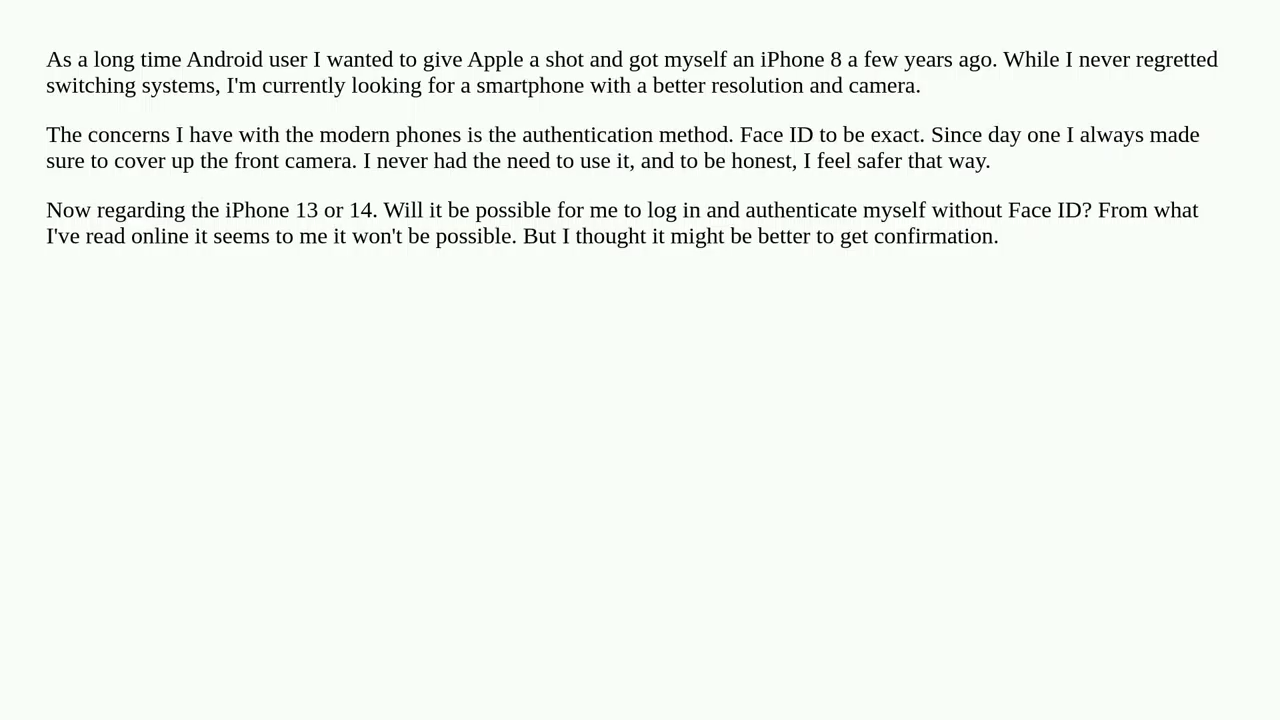 As a long time Android user I wanted to give Apple a shot and got myself an iPhone 8 a few years ago. While I never regretted
switching systems, I'm currently looking for a smartphone with a better resolution and camera.
The concerns I have with the modern phones is the authentication method. Face ID to be exact. Since day one I always made
sure to cover up the front camera. I never had the need to use it, and to be honest, I feel safer that way.
Now regarding the iPhone 13 or 14. Will it be possible for me to log in and authenticate myself without Face ID? From what
I've read online it seems to me it won't be possible. But I thought it might be better to get confirmation.